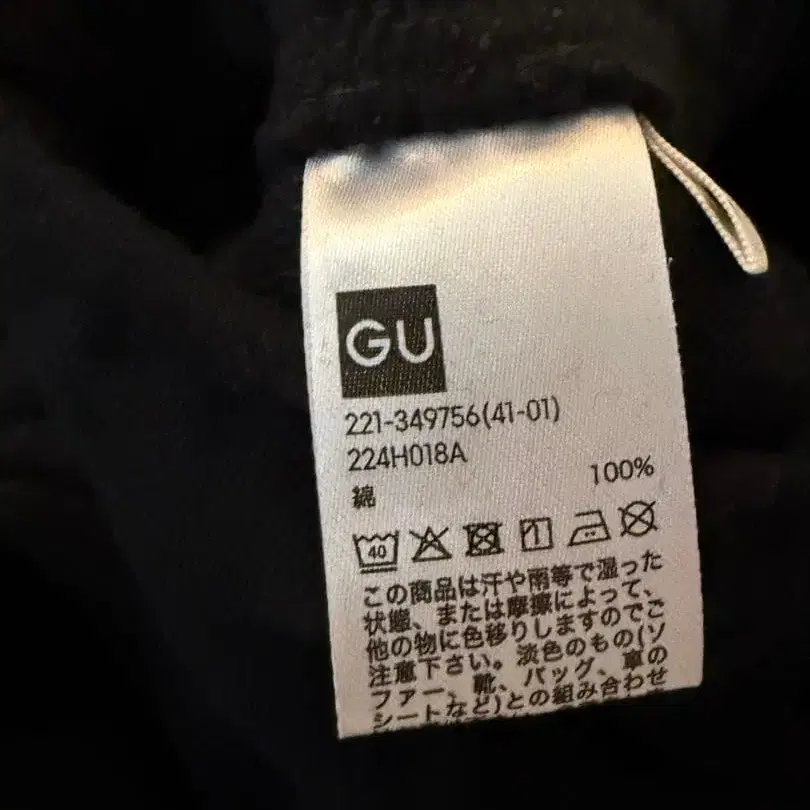 GU
221-349756(41-01)
224H018A
綿 100%
40
この商品は汗や雨等で湿った
状態、または摩擦によって、
他の物に色移りしますのでご
注意下さい。淡色のもの(ソ
ファー、靴、バッグ、車の
シートなど)との組み合わせ